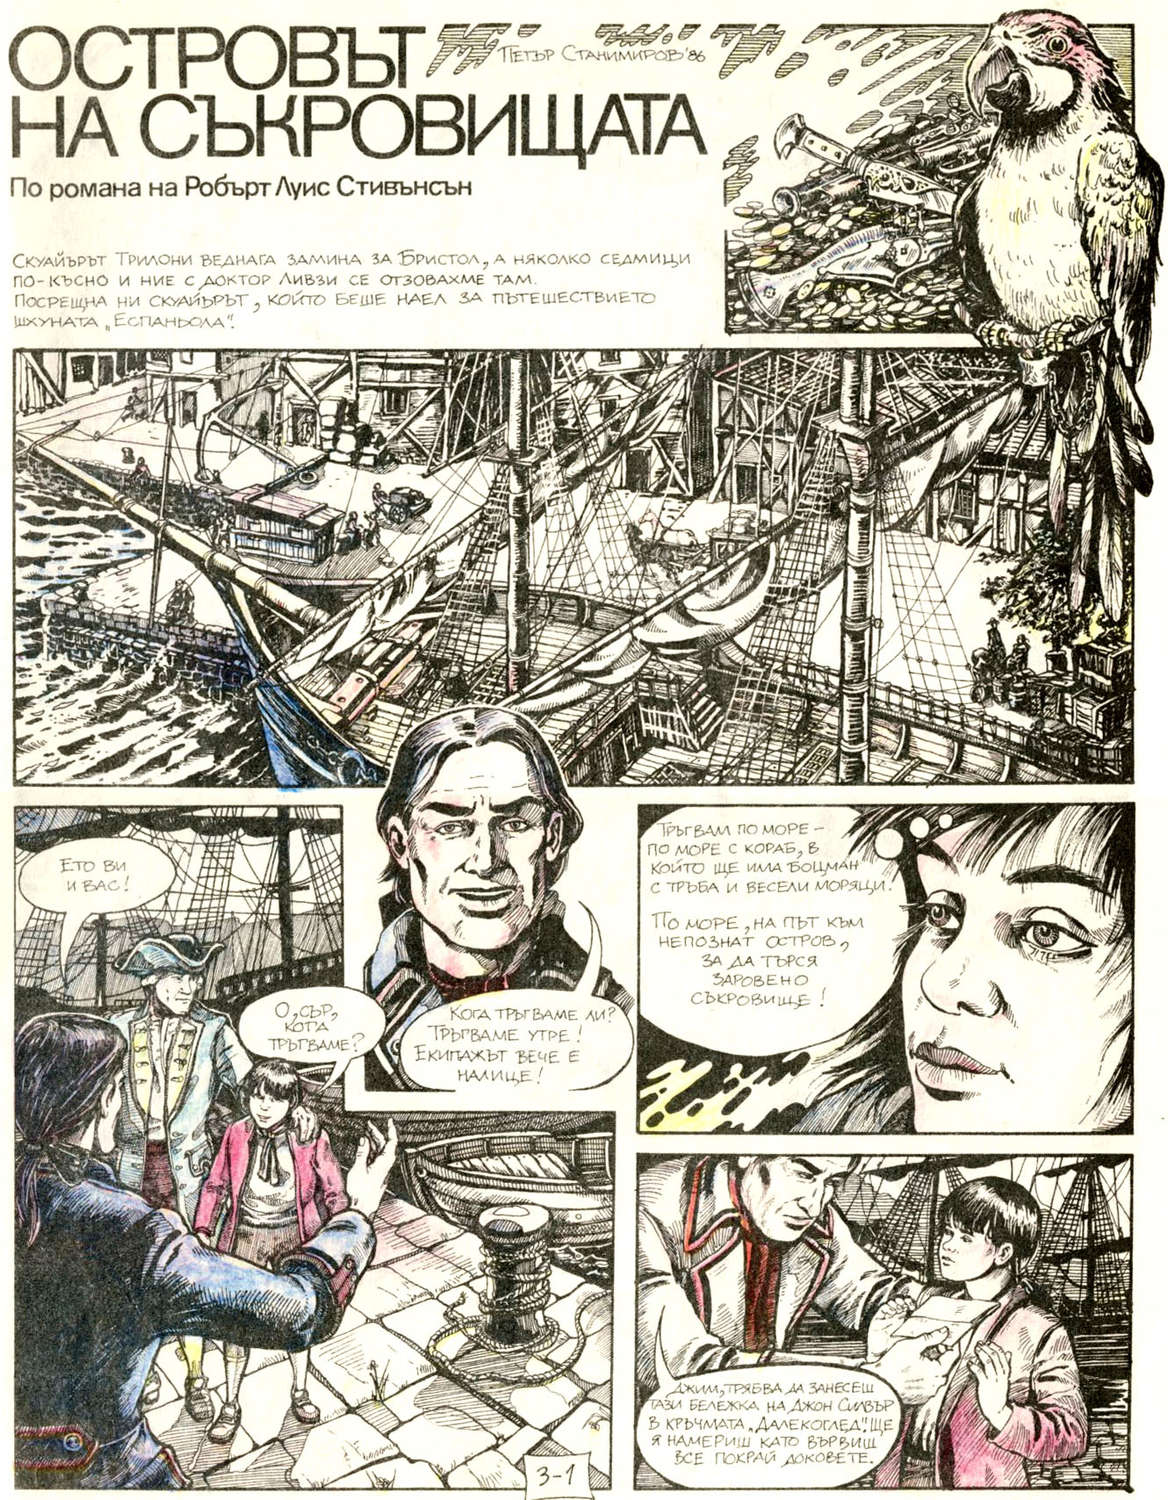 ОСТРОВЪТ
НА СЪКРОВИЩАТА
ПЕТЪР СТАНИМИРОВ '86
По романа на Робърт Луис Стивънсън
СКУАЙЪРЪТ ТРИЛОНИ ВЕДНАГА ЗАМИНА ЗА БРИСТОЛ, А НЯКОЛКО СЕДМИЦИ
ПО-КЪСНО И НИЕ С ДОКТОР ЛИВЗИ СЕ ОТЗОВАХМЕ ТАМ.
ПОСРЕЩНА НИ СКУАЙЪРЪТ, КОЙТО БЕШЕ НАЕЛ ЗА ПЪТЕШЕСТВИЕТО
ШХУНАТА „ЕСПАНЬОЛА".
ЕТО ВИ
И ВАС!
О, СЪР,
КОГА
ТРЪГВАМЕ?
КОГА ТРЪГВАМЕ ЛИ?
ТРЪГВАМЕ УТРЕ!
ЕКИПАЖЪТ ВЕЧЕ Е
НАЛИЦЕ!
ТРЪГВАМ ПО МОРЕ –
ПО МОРЕ С КОРАБ, В
КОЙТО ЩЕ ИМА БОЦМАН
С ТРЪБА И ВЕСЕЛИ МОРЯЦИ.
ПО МОРЕ, НА ПЪТ КЪМ
НЕПОЗНАТ ОСТРОВ,
ЗА ДА ТЪРСЯ
ЗАРОВЕНО
СЪКРОВИЩЕ!
ДЖИМ, ТРЯБВА ДА ЗАНЕСЕШ
ТАЗИ БЕЛЕЖКА НА ДЖОН СИЛВЪР
В КРЪЧМАТА „ДАЛЕКОГЛЕД". ЩЕ
Я НАМЕРИШ КАТО ВЪРВИШ
ВСЕ ПОКРАЙ ДОКОВЕТЕ.
3-1